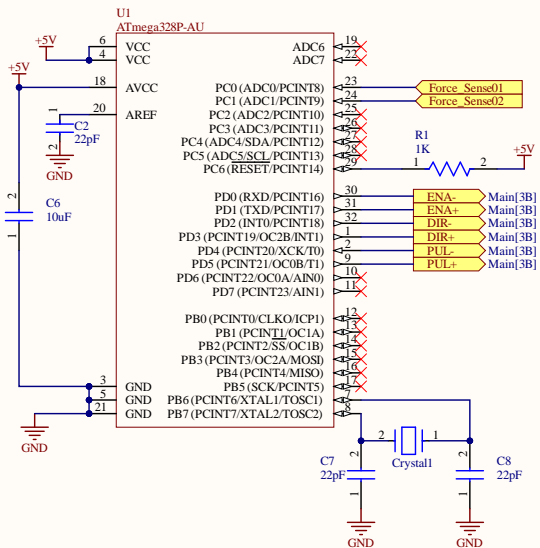 U1
ATmega328P-AU
+5V
6 VCC
4 VCC
+5V
18 AVCC
20 AREF
1
C2
22pF
2
GND
2
C6
10uF
1
3 GND
5 GND
21 GND
GND
ADC6 19
ADC7 22
PC0 (ADC0/PCINT8) 23 Force_Sense01
PC1 (ADC1/PCINT9) 24 Force_Sense02
PC2 (ADC2/PCINT10) 25
PC3 (ADC3/PCINT11) 26
PC4 (ADC4/SDA/PCINT12) 27
PC5 (ADC5/SCL/PCINT13) 28
PC6 (RESET/PCINT14) 29
R1
1K
1 2
+5V
PD0 (RXD/PCINT16) 30 ENA- Main[3B]
PD1 (TXD/PCINT17) 31 ENA+ Main[3B]
PD2 (INT0/PCINT18) 32 DIR- Main[3B]
PD3 (PCINT19/OC2B/INT1) 1 DIR+ Main[3B]
PD4 (PCINT20/XCK/T0) 2 PUL- Main[3B]
PD5 (PCINT21/OC0B/T1) 9 PUL+ Main[3B]
PD6 (PCINT22/OC0A/AIN0) 10
PD7 (PCINT23/AIN1) 11
PB0 (PCINT0/CLKO/ICP1) 12
PB1 (PCINT1/OC1A) 13
PB2 (PCINT2/SS/OC1B) 14
PB3 (PCINT3/OC2A/MOSI) 15
PB4 (PCINT4/MISO) 16
PB5 (SCK/PCINT5) 17
PB6 (PCINT6/XTAL1/TOSC1) 7
PB7 (PCINT7/XTAL2/TOSC2) 8
2 1
Crystal1
2
C7
22pF
1
GND
2
C8
22pF
1
GND